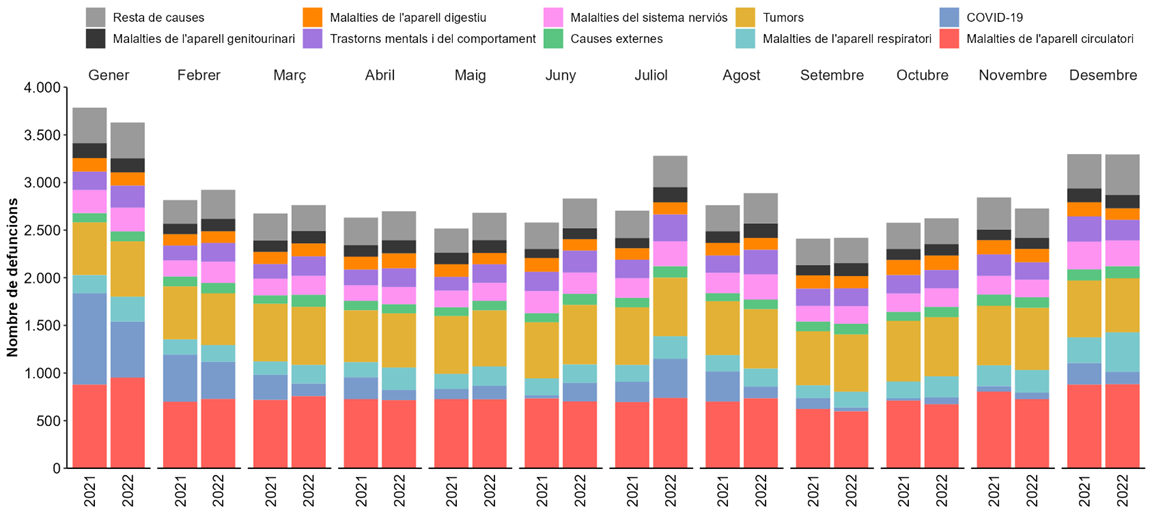 Resta de causes Malalties de l'aparell digestiu Malalties del sistema nerviós Tumors COVID-19
Malalties de l'aparell genitourinari Trastorns mentals i del comportament Causes externes Malalties de l'aparell respiratori Malalties de l'aparell circulatori
Gener Febrer Març Abril Maig Juny Juliol Agost Setembre Octubre Novembre Desembre
4.000
3.500
3.000
2.500
2.000
1.500
1.000
500
0
Nombre de defuncions
2021 2022 2021 2022 2021 2022 2021 2022 2021 2022 2021 2022 2021 2022 2021 2022 2021 2022 2021 2022 2021 2022 2021 2022